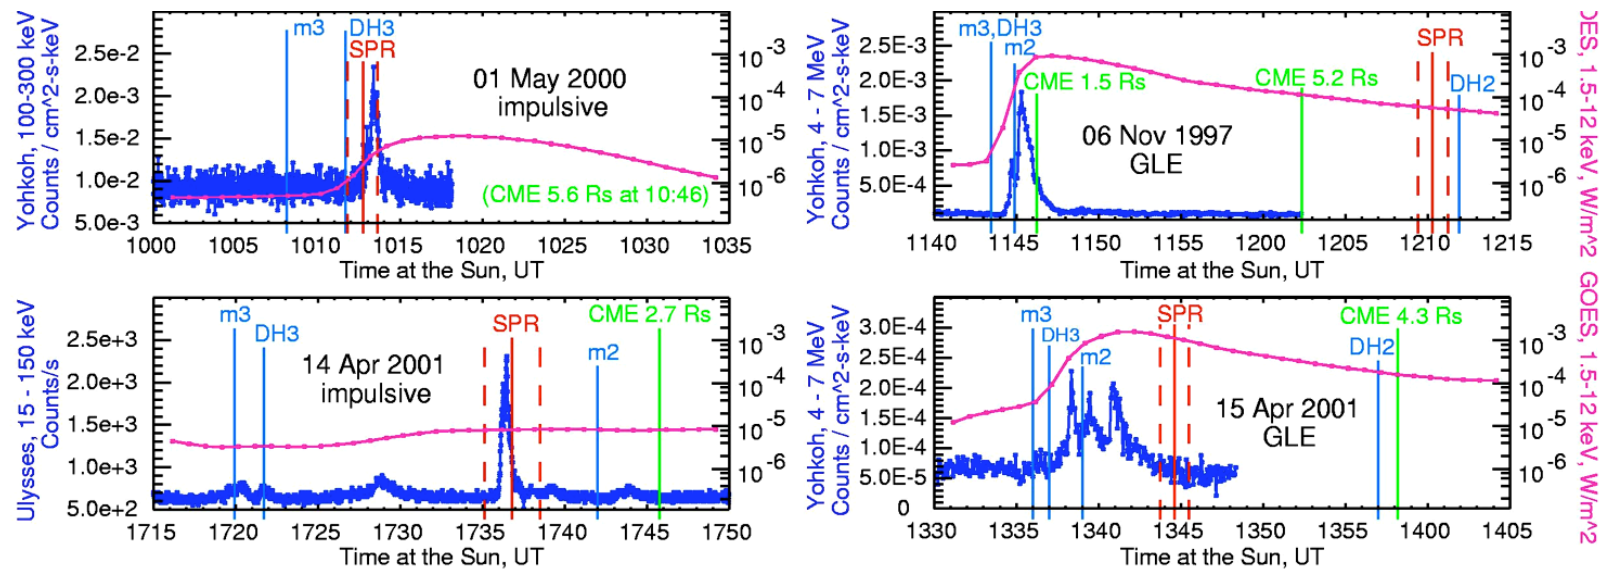 Yohkoh, 100-300 keV
Counts / cm^2-s-keV
2.5e-2
2.0e-3
1.5e-2
1.0e-2
5.0e-3
m3
DH3
SPR
01 May 2000
impulsive
(CME 5.6 Rs at 10:46)
10-3
10-4
10-5
10-6
1000
1005
1010
1015
1020
1025
1030
1035
Time at the Sun, UT
Yohkoh, 4 - 7 MeV
Counts / cm^2-s-keV
2.5E-3
2.0E-3
1.5E-3
1.0E-3
5.0E-4
m3,DH3
m2
CME 1.5 Rs
CME 5.2 Rs
SPR
DH2
06 Nov 1997
GLE
10-3
10-4
10-5
10-6
1140
1145
1150
1155
1200
1205
1210
1215
Time at the Sun, UT
OES, 1.5-12 keV, W/m^2
Ulysses, 15 - 150 keV
Counts/s
2.5e+3
2.0e+3
1.5e+3
1.0e+3
5.0e+2
m3
DH3
14 Apr 2001
impulsive
SPR
m2
CME 2.7 Rs
10-3
10-4
10-5
10-6
1715
1720
1725
1730
1735
1740
1745
1750
Time at the Sun, UT
Yohkoh, 4 - 7 MeV
Counts / cm^2-s-keV
3.0E-4
2.5E-4
2.0E-4
1.5E-4
1.0E-4
5.0E-5
0
m3
DH3
m2
SPR
DH2
CME 4.3 Rs
15 Apr 2001
GLE
10-3
10-4
10-5
10-6
1330
1335
1340
1345
1350
1355
1400
1405
Time at the Sun, UT
GOES, 1.5-12 keV, W/m^2